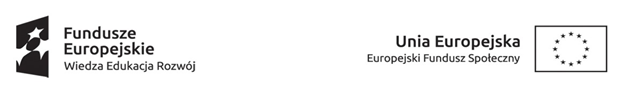 Fundusze
Europejskie
Wiedza Edukacja Rozwój
Unia Europejska
Europejski Fundusz Społeczny